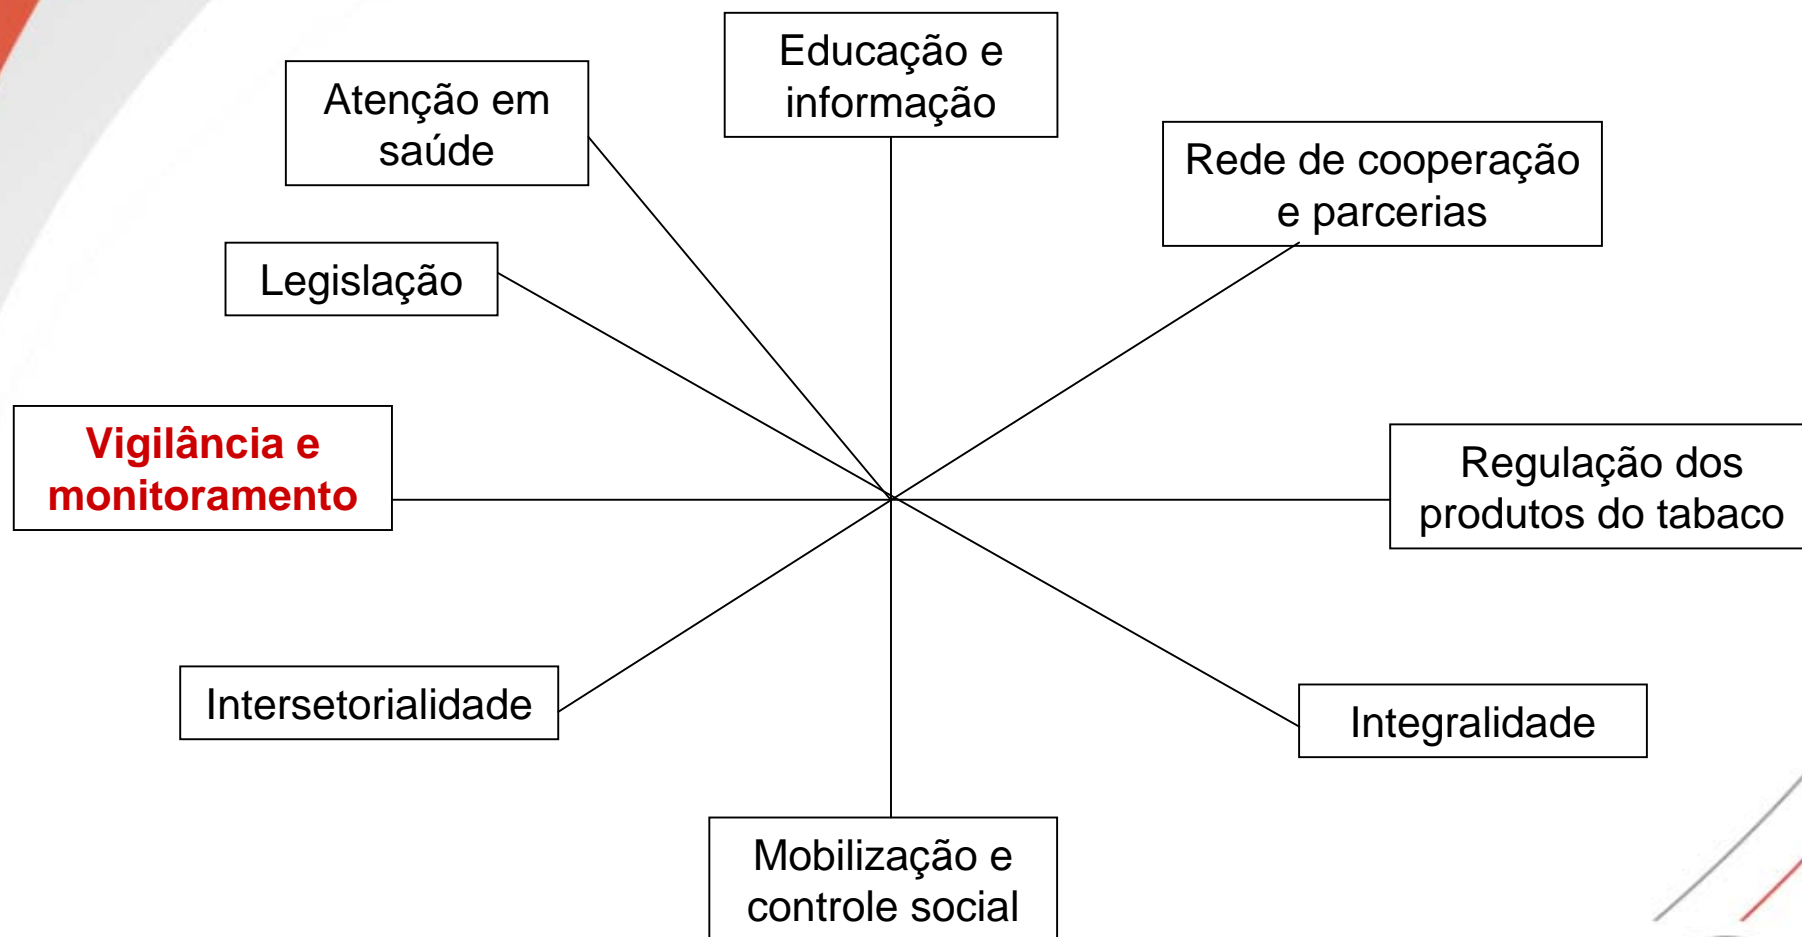 Educação e
informação
Atenção em
saúde
Rede de cooperação
e parcerias
Legislação
Vigilância e
monitoramento
Regulação dos
produtos do tabaco
Intersetorialidade
Integralidade
Mobilização e
controle social